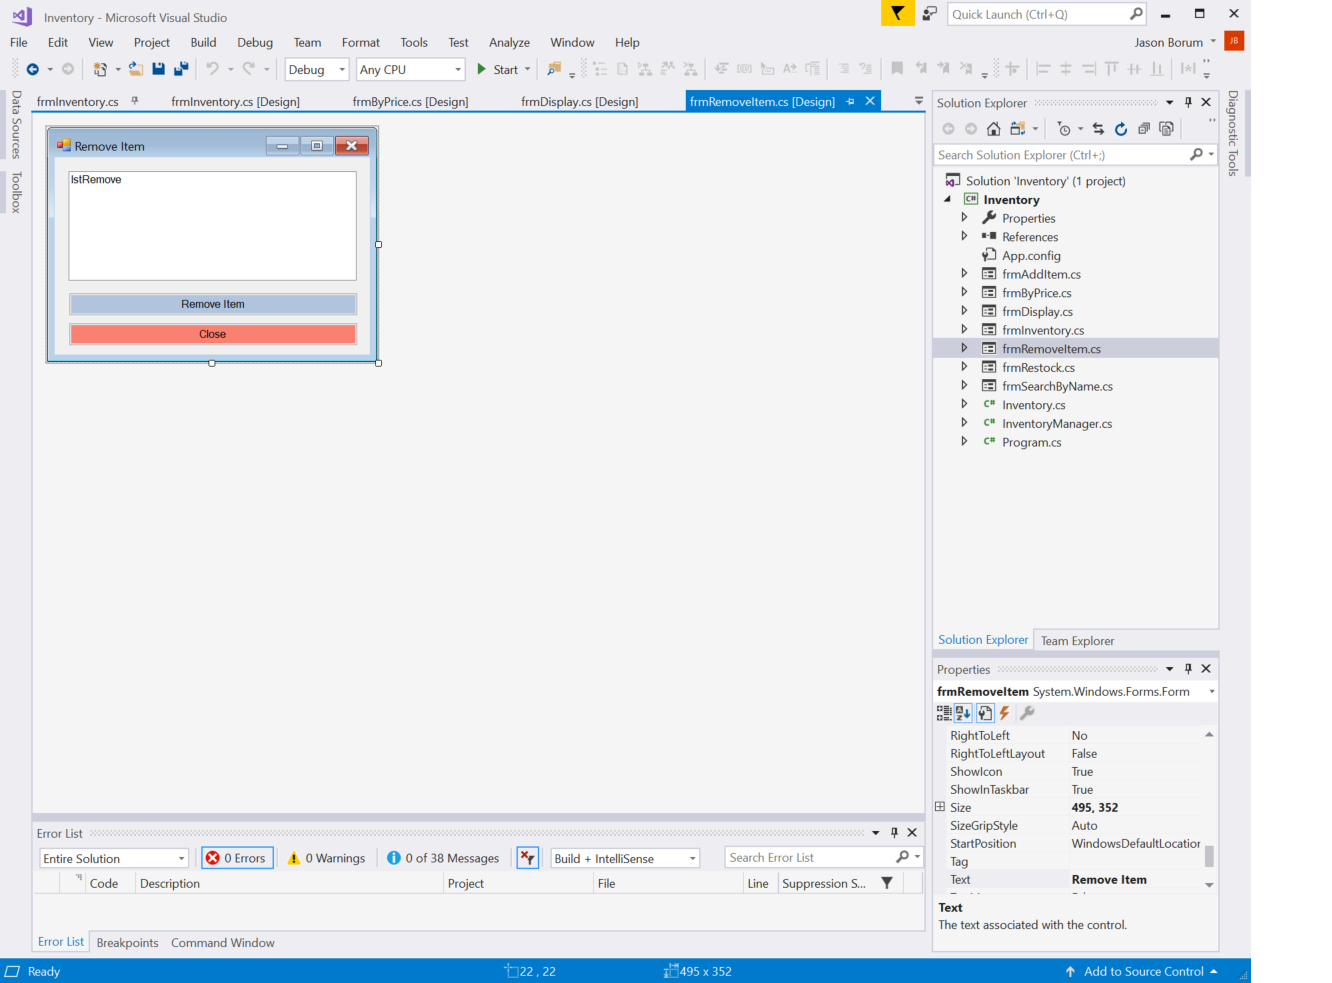 Inventory - Microsoft Visual Studio
Quick Launch (Ctrl+Q)
File Edit View Project Build Debug Team Format Tools Test Analyze Window Help
Jason Borum JB
Debug Any CPU Start
Data Sources
Toolbox
frmInventory.cs frmInventory.cs [Design] frmByPrice.cs [Design] frmDisplay.cs [Design] frmRemoveItem.cs [Design]
Remove Item
lstRemove
Remove Item
Close
Solution Explorer
Search Solution Explorer (Ctrl+;)
Solution 'Inventory' (1 project)
Inventory
Properties
References
App.config
frmAddItem.cs
frmByPrice.cs
frmDisplay.cs
frmInventory.cs
frmRemoveItem.cs
frmRestock.cs
frmSearchByName.cs
Inventory.cs
InventoryManager.cs
Program.cs
Solution Explorer Team Explorer
Diagnostic Tools
Properties
frmRemoveItem System.Windows.Forms.Form
RightToLeft No
RightToLeftLayout False
ShowIcon True
ShowInTaskbar True
Size 495, 352
SizeGripStyle Auto
StartPosition WindowsDefaultLocation
Tag
Text Remove Item
Text
The text associated with the control.
Error List
Entire Solution 0 Errors 0 Warnings 0 of 38 Messages Build + IntelliSense Search Error List
Code Description Project File Line Suppression S...
Error List Breakpoints Command Window
Ready 22 , 22 495 x 352 Add to Source Control